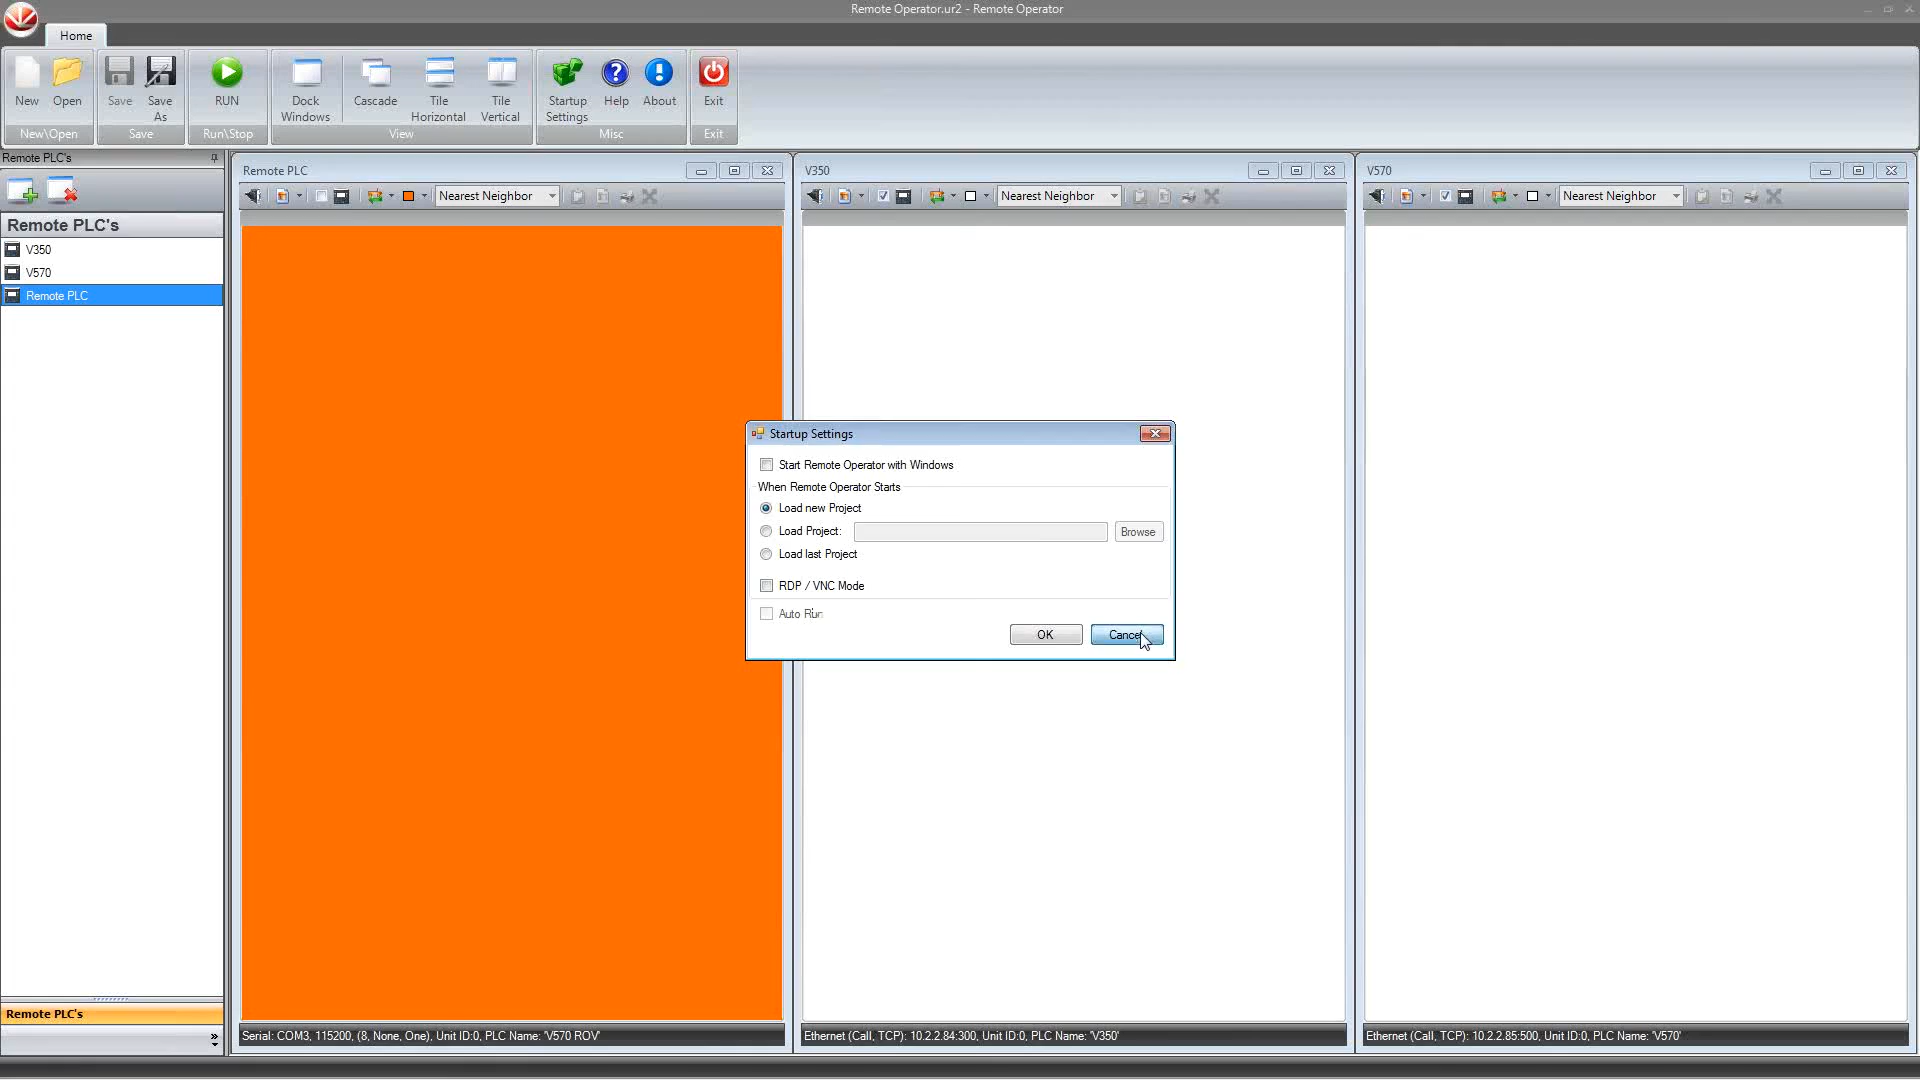 Remote Operator.ur2 - Remote Operator
Home
New
Open
Save
Save As
RUN
Dock Windows
Cascade
Tile Horizontal
Tile Vertical
Startup Settings
Help
About
Exit
New\Open
Save
Run\Stop
View
Misc
Exit
Remote PLC's
Remote PLC's
V350
V570
Remote PLC
Remote PLC's
Remote PLC
Nearest Neighbor
Serial: COM3, 115200, (8, None, One), Unit ID:0, PLC Name: 'V570 ROV'
V350
Nearest Neighbor
Ethernet (Call, TCP): 10.2.2.84:300, Unit ID:0, PLC Name: 'V350'
V570
Nearest Neighbor
Ethernet (Call, TCP): 10.2.2.85:500, Unit ID:0, PLC Name: 'V570'
Startup Settings
Start Remote Operator with Windows
When Remote Operator Starts
Load new Project
Load Project:
Browse
Load last Project
RDP / VNC Mode
Auto Run
OK
Cancel